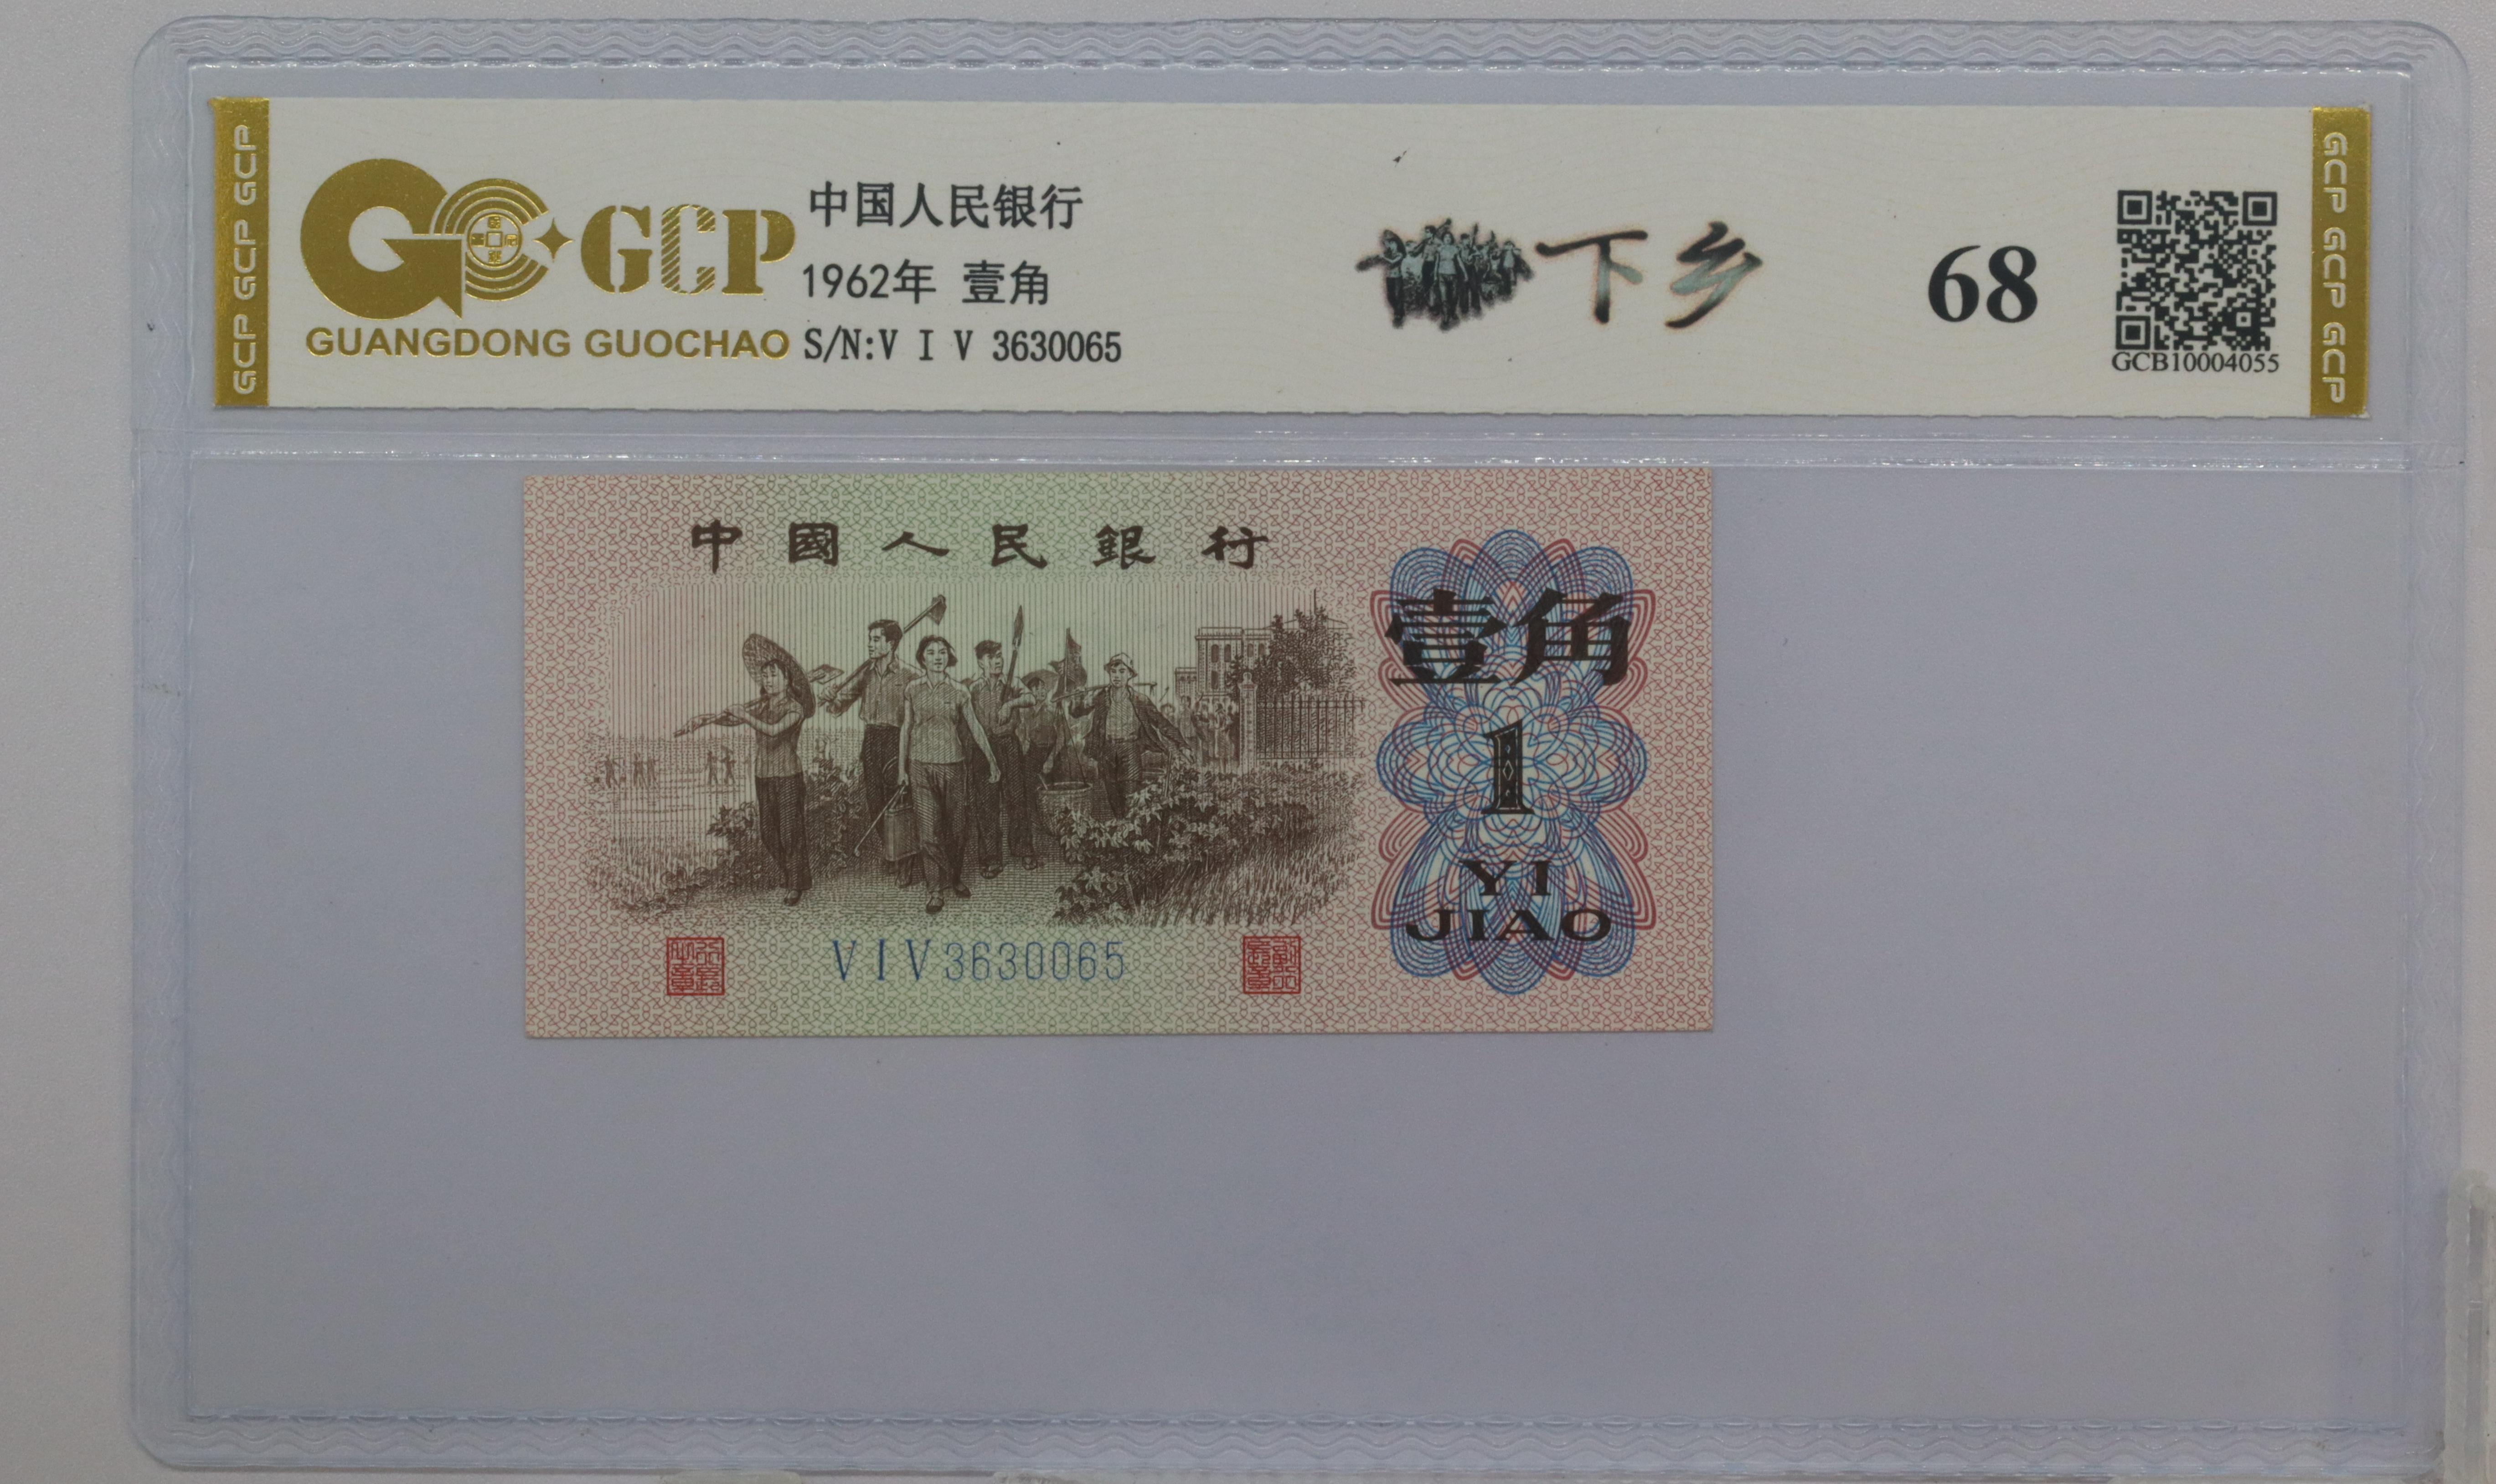 GCP GCP GCP
GCP
GUANGDONG GUOCHAO
中国人民银行
1962年 壹角
S/N:V I V 3630065
下乡
68
GCB10004055
GCP GCP GCP
中國人民銀行
壹角
1
YI
JIAO
V I V 3630065